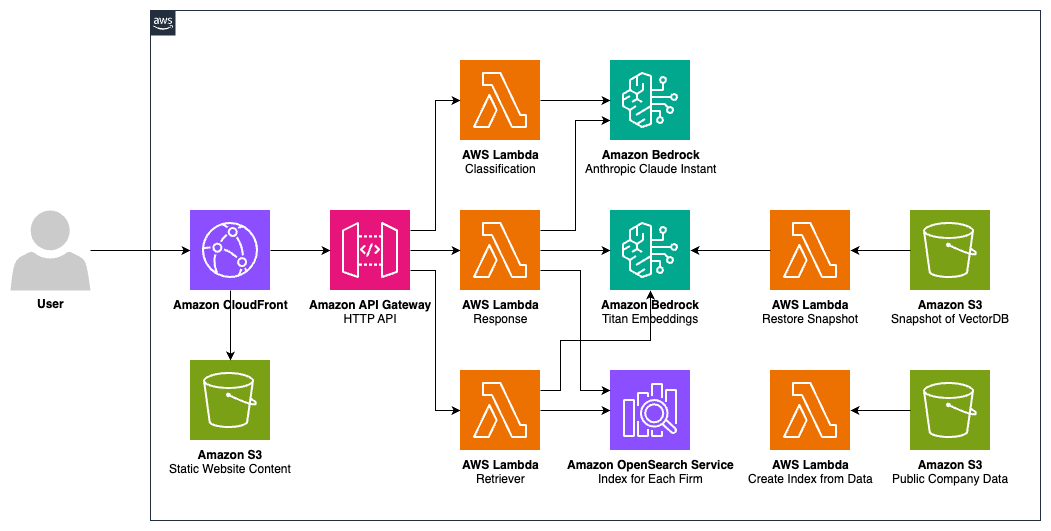 aws
AWS Lambda
Classification
Amazon Bedrock
Anthropic Claude Instant
User
Amazon CloudFront
Amazon API Gateway
HTTP API
AWS Lambda
Response
Amazon Bedrock
Titan Embeddings
AWS Lambda
Restore Snapshot
Amazon S3
Snapshot of VectorDB
Amazon S3
Static Website Content
AWS Lambda
Retriever
Amazon OpenSearch Service
Index for Each Firm
AWS Lambda
Create Index from Data
Amazon S3
Public Company Data